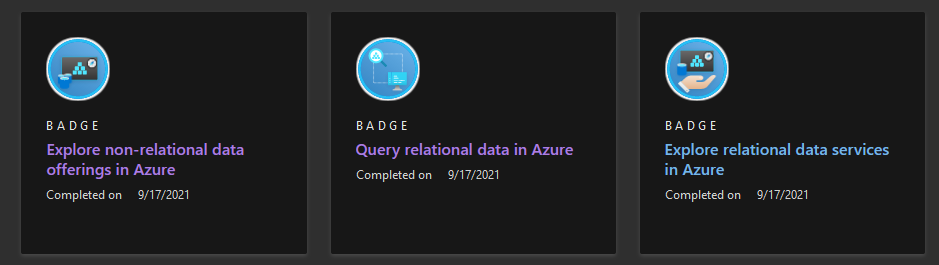 BADGE
Explore non-relational data
offerings in Azure
Completed on 9/17/2021
BADGE
Query relational data in Azure
Completed on 9/17/2021
BADGE
Explore relational data services
in Azure
Completed on 9/17/2021